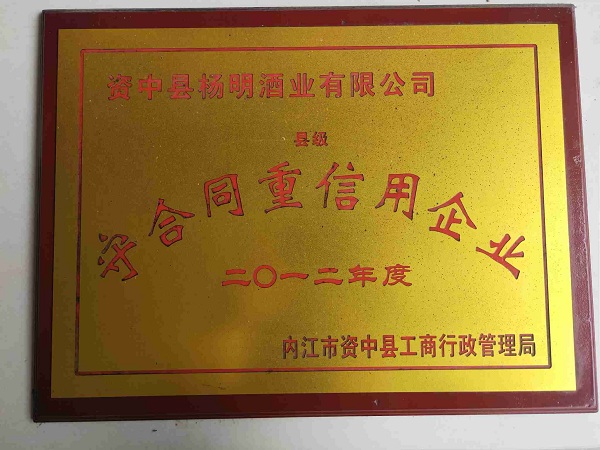 资中县杨明酒业有限公司
县级
守合同重信用企业
二〇一二年度
内江市资中县工商行政管理局